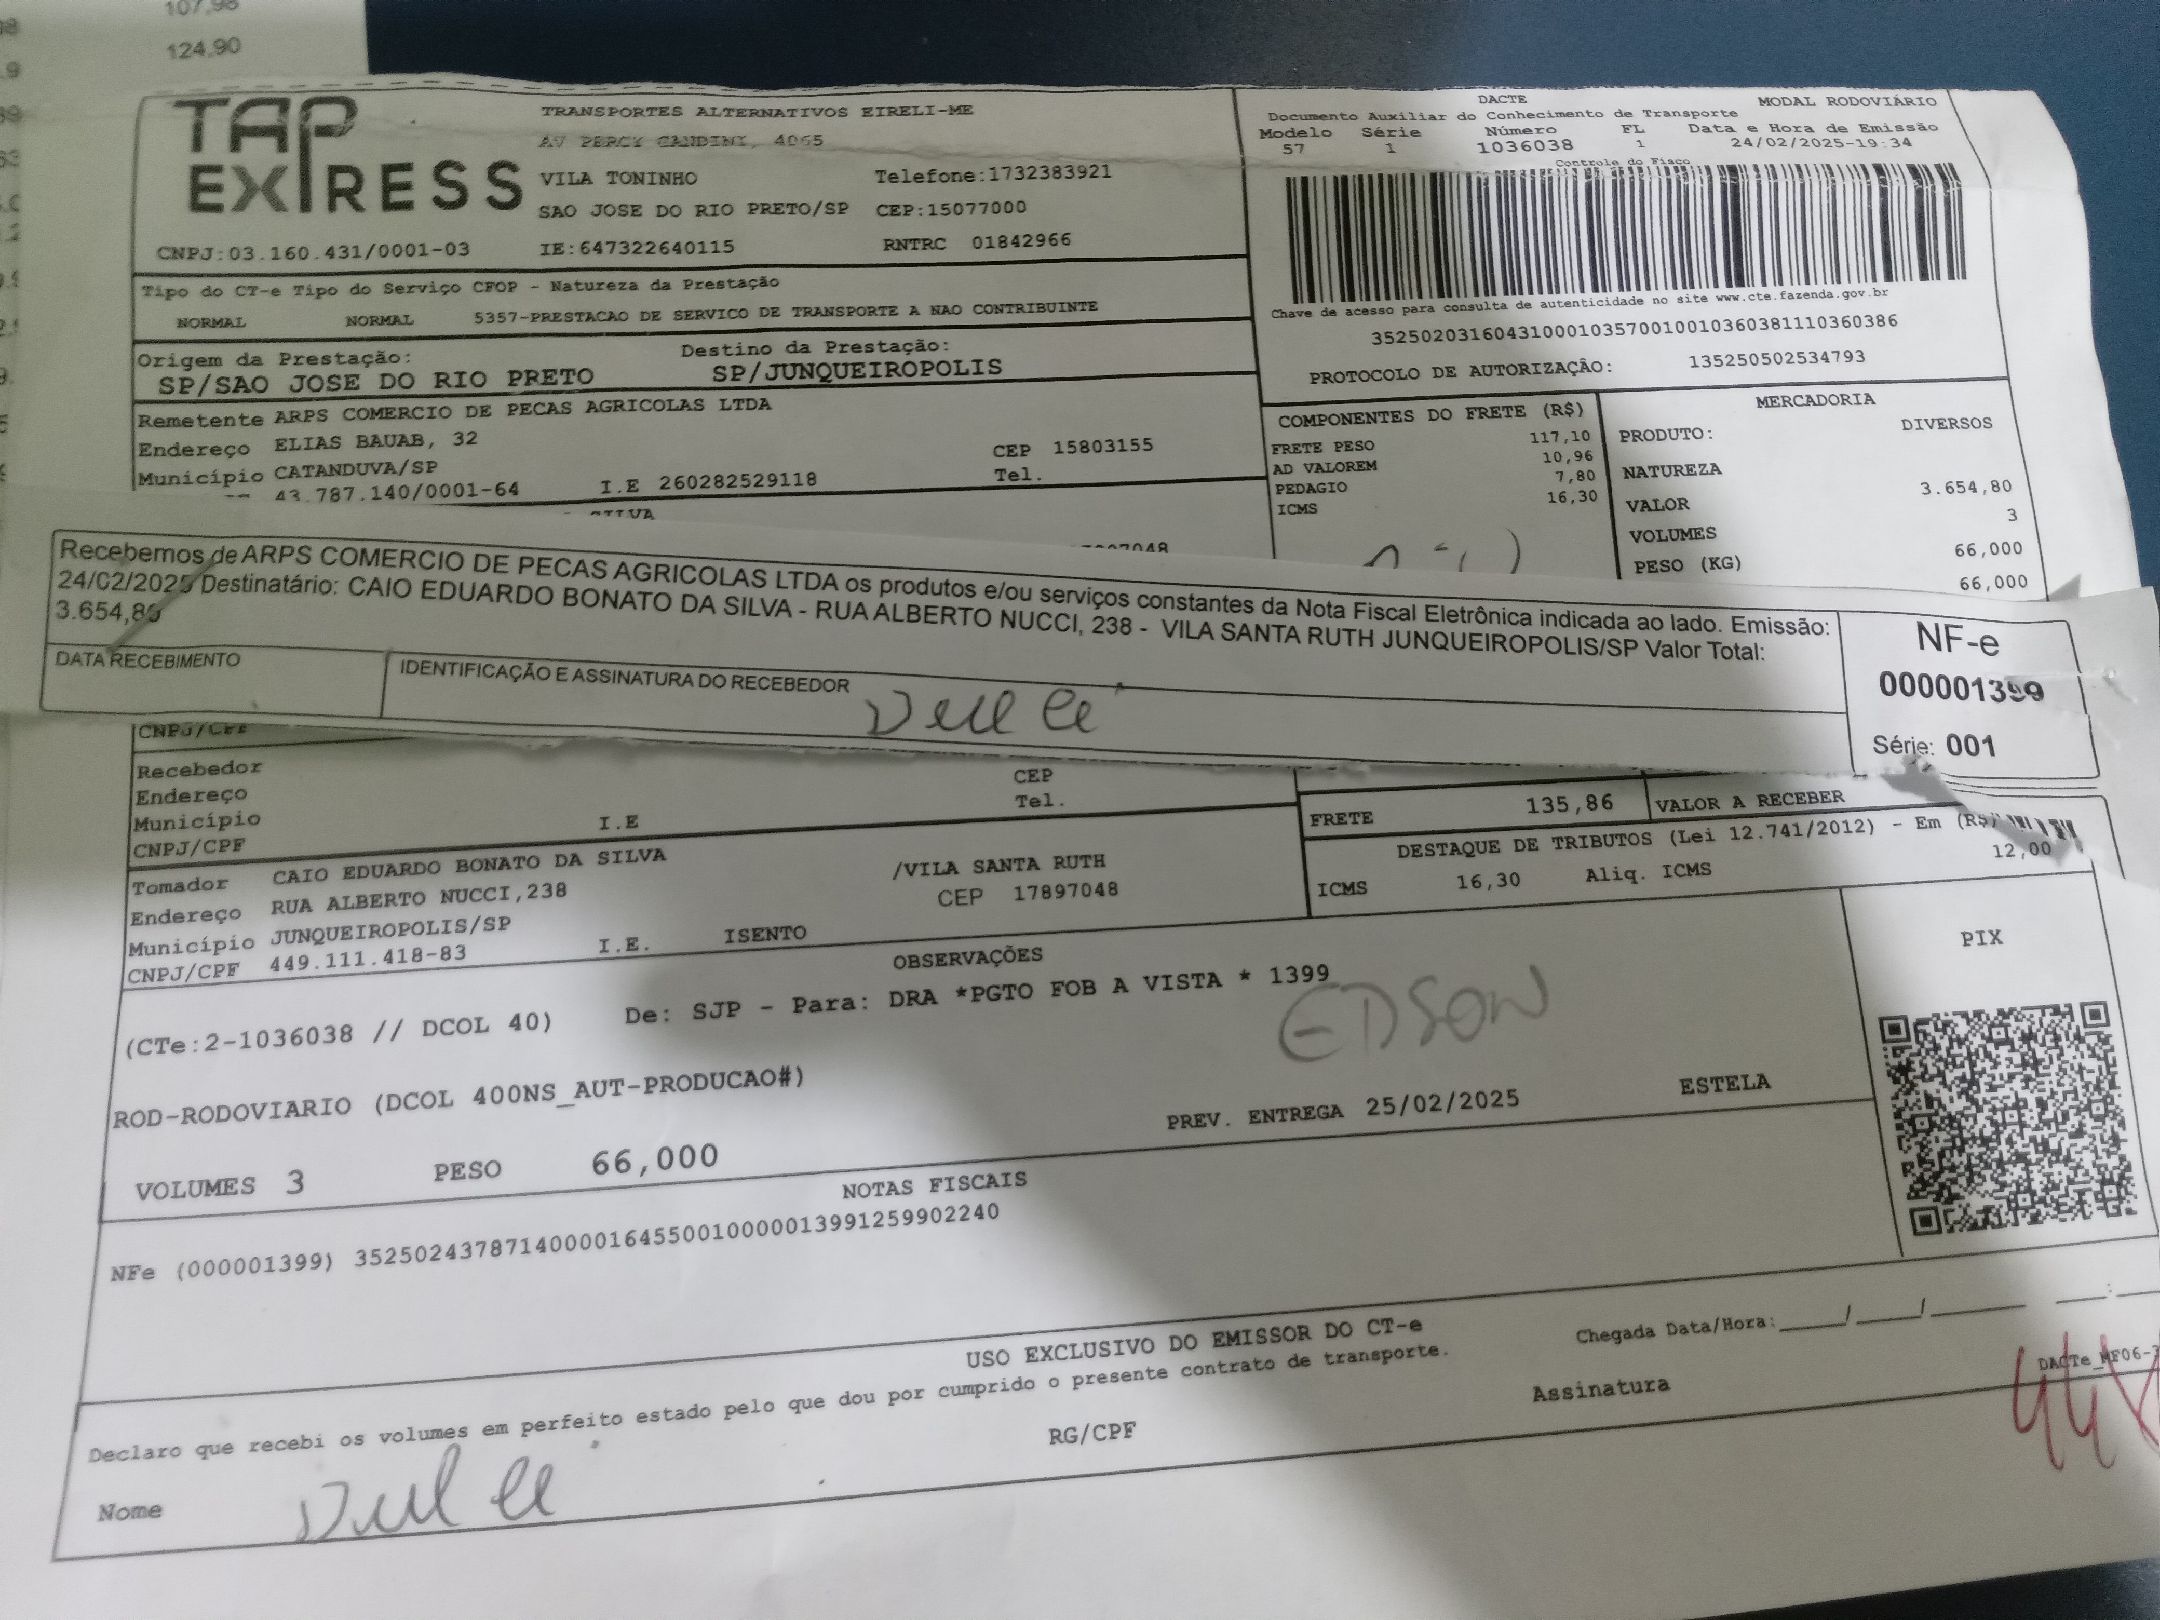 107,98
124,90
TAP
EXPRESS
TRANSPORTES ALTERNATIVOS EIRELI-ME
AV PERCY GANDINI, 4065
VILA TONINHO Telefone:1732383921
SAO JOSE DO RIO PRETO/SP CEP:15077000
CNPJ:03.160.431/0001-03 IE:647322640115 RNTRC 01842966
DACTE MODAL RODOVIÁRIO
Documento Auxiliar do Conhecimento de Transporte
Modelo Série Número FL Data e Hora de Emissão
57 1 1036038 1 24/02/2025-19:34
Controle do Fisco
Chave de acesso para consulta de autenticidade no site www.cte.fazenda.gov.br
35250203160431000103570010010360381110360386
PROTOCOLO DE AUTORIZAÇÃO: 135250502534793
Tipo do CT-e Tipo do Serviço CFOP - Natureza da Prestação
NORMAL NORMAL 5357-PRESTACAO DE SERVICO DE TRANSPORTE A NAO CONTRIBUINTE
Origem da Prestação: Destino da Prestação:
SP/SAO JOSE DO RIO PRETO SP/JUNQUEIROPOLIS
Remetente ARPS COMERCIO DE PECAS AGRICOLAS LTDA
Endereço ELIAS BAUAB, 32 CEP 15803155
Município CATANDUVA/SP Tel.
43.787.140/0001-64 I.E 260282529118
COMPONENTES DO FRETE (R$)
FRETE PESO 117,10
AD VALOREM 10,96
PEDAGIO 7,80
ICMS 16,30
MERCADORIA
PRODUTO: DIVERSOS
NATUREZA
VALOR 3.654,80
VOLUMES 3
PESO (KG) 66,000
66,000
Recebemos de ARPS COMERCIO DE PECAS AGRICOLAS LTDA os produtos e/ou serviços constantes da Nota Fiscal Eletrônica indicada ao lado. Emissão:
24/02/2025 Destinatário: CAIO EDUARDO BONATO DA SILVA - RUA ALBERTO NUCCI, 238 - VILA SANTA RUTH JUNQUEIROPOLIS/SP Valor Total:
3.654,80
DATA RECEBIMENTO IDENTIFICAÇÃO E ASSINATURA DO RECEBEDOR
NF-e
000001399
Série: 001
CNPJ/CPF
Recebedor
Endereço CEP
Município Tel.
CNPJ/CPF I.E
FRETE 135,86 VALOR A RECEBER
DESTAQUE DE TRIBUTOS (Lei 12.741/2012) - Em (R$)
ICMS 16,30 Aliq. ICMS 12,00
Tomador CAIO EDUARDO BONATO DA SILVA
Endereço RUA ALBERTO NUCCI,238 /VILA SANTA RUTH
Município JUNQUEIROPOLIS/SP CEP 17897048
CNPJ/CPF 449.111.418-83 I.E. ISENTO
OBSERVAÇÕES
(CTe:2-1036038 // DCOL 40) De: SJP - Para: DRA *PGTO FOB A VISTA * 1399
EDSON
ROD-RODOVIARIO (DCOL 400NS_AUT-PRODUCAO#)
PREV. ENTREGA 25/02/2025 ESTELA
VOLUMES 3 PESO 66,000
PIX
NOTAS FISCAIS
NFe (000001399) 35250243787140000164550010000013991259902240
USO EXCLUSIVO DO EMISSOR DO CT-e
Declaro que recebi os volumes em perfeito estado pelo que dou por cumprido o presente contrato de transporte.
Chegada Data/Hora:____/____/______ ___:
DACTe_MF06-
Nome RG/CPF Assinatura